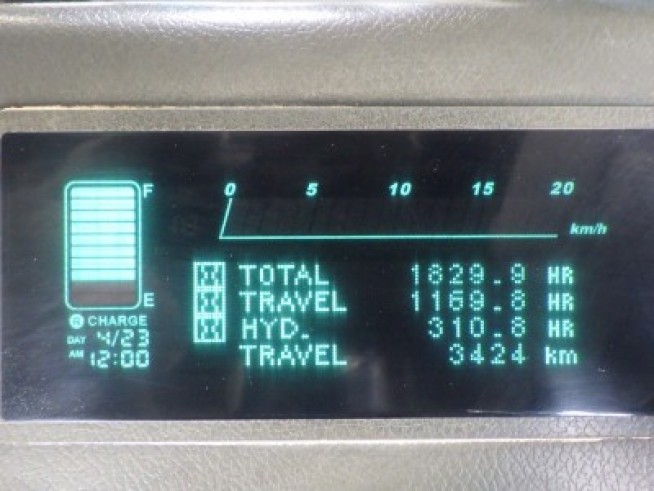 F
0 5 10 15 20
km/h
TOTAL 1829.9 HR
TRAVEL 1169.8 HR
E
CHARGE
HYD. 310.8 HR
DAY 4/23
TRAVEL 3424 km
AM 12:00